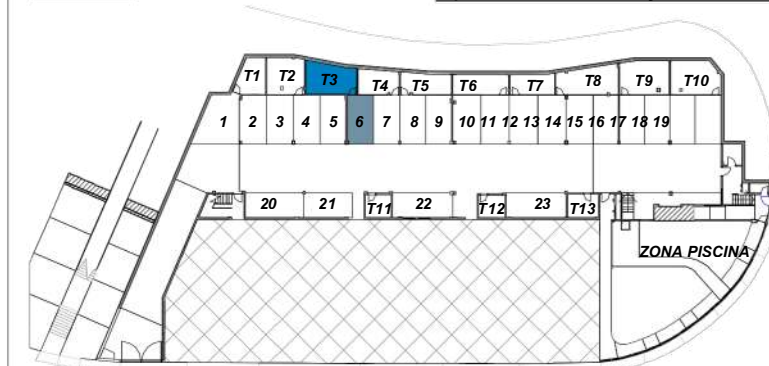 T1 T2 T3 T4 T5 T6 T7 T8 T9 T10
1 2 3 4 5 6 7 8 9 10 11 12 13 14 15 16 17 18 19
20 21 T11 22 T12 23 T13
ZONA PISCINA